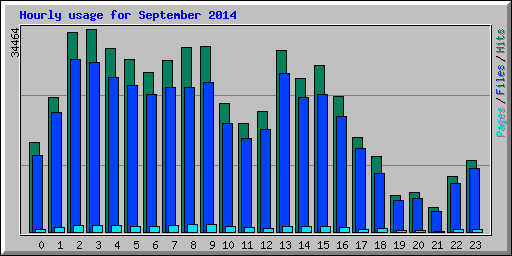 Hourly usage for September 2014
34464
Pages/Files/Hits
0 1 2 3 4 5 6 7 8 9 10 11 12 13 14 15 16 17 18 19 20 21 22 23